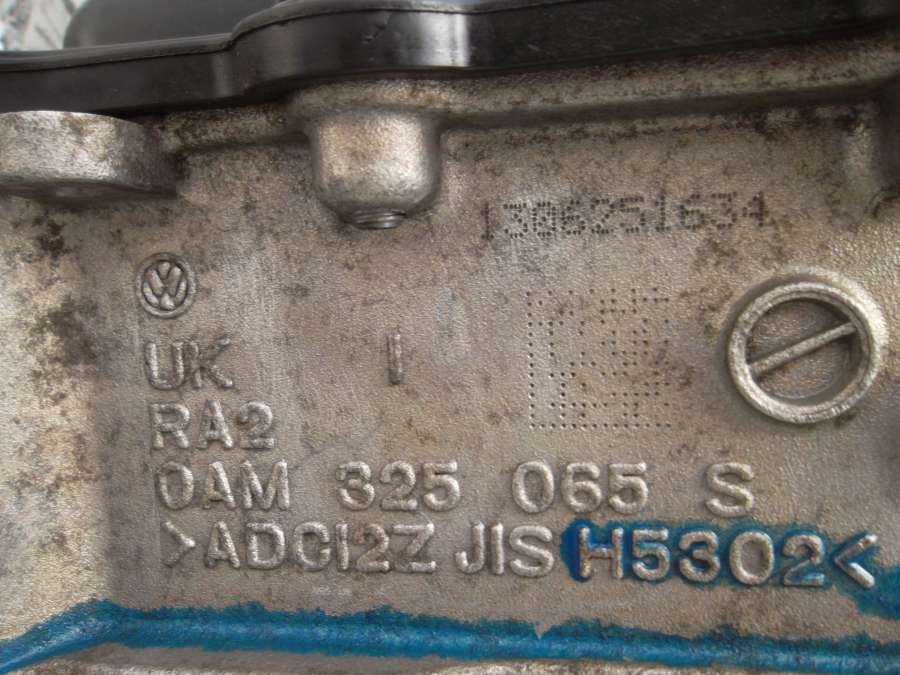 1306251634
UK I
RA2
0AM 325 065 S
>ADC12Z JIS H5302<